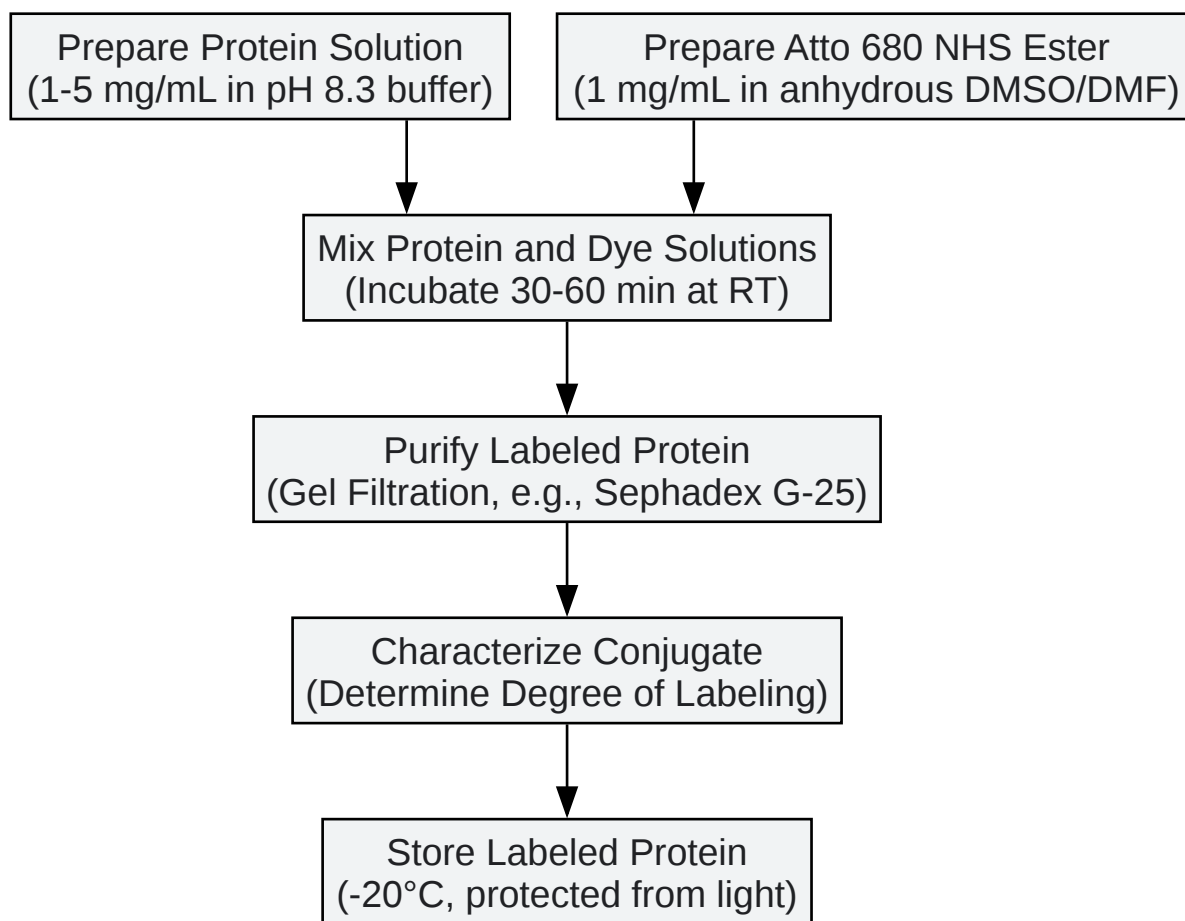 Prepare Protein Solution
(1-5 mg/mL in pH 8.3 buffer)
Prepare Atto 680 NHS Ester
(1 mg/mL in anhydrous DMSO/DMF)
Mix Protein and Dye Solutions
(Incubate 30-60 min at RT)
Purify Labeled Protein
(Gel Filtration, e.g., Sephadex G-25)
Characterize Conjugate
(Determine Degree of Labeling)
Store Labeled Protein
(-20°C, protected from light)